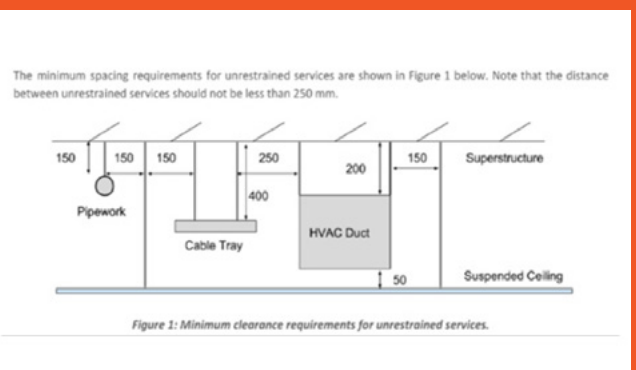 The minimum spacing requirements for unrestrained services are shown in Figure 1 below. Note that the distance
between unrestrained services should not be less than 250 mm.
150
150
150
250
200
150
Superstructure
400
Pipework
Cable Tray
HVAC Duct
50
Suspended Ceiling
Figure 1: Minimum clearance requirements for unrestrained services.